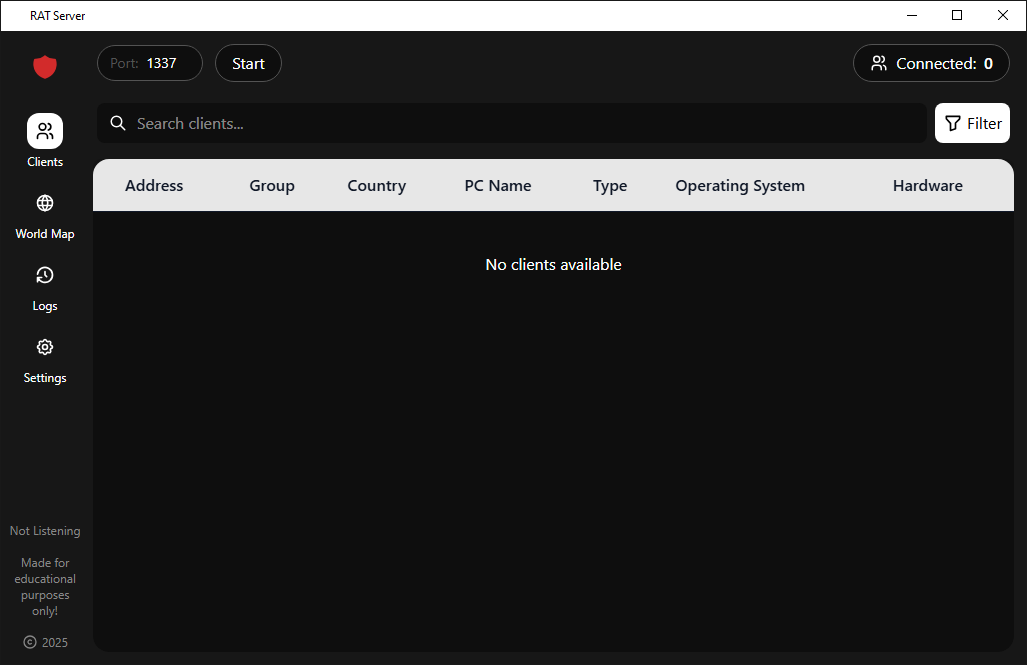 RAT Server
Port: 1337
Start
Connected: 0
Search clients...
Filter
Clients
World Map
Logs
Settings
Address Group Country PC Name Type Operating System Hardware
No clients available
Not Listening
Made for
educational
purposes
only!
© 2025